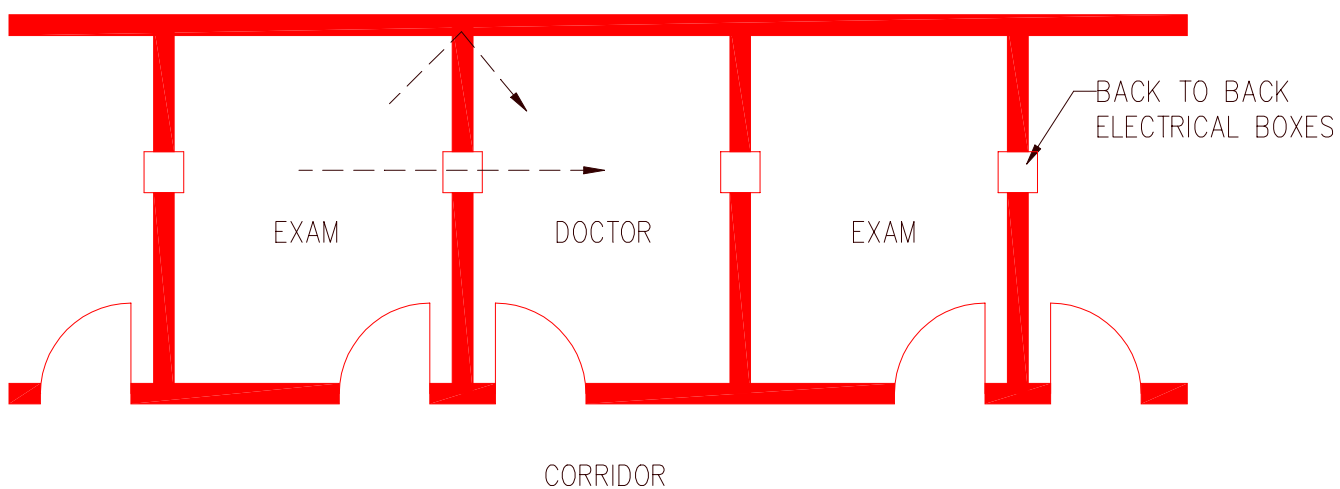 BACK TO BACK
ELECTRICAL BOXES
EXAM
DOCTOR
EXAM
CORRIDOR